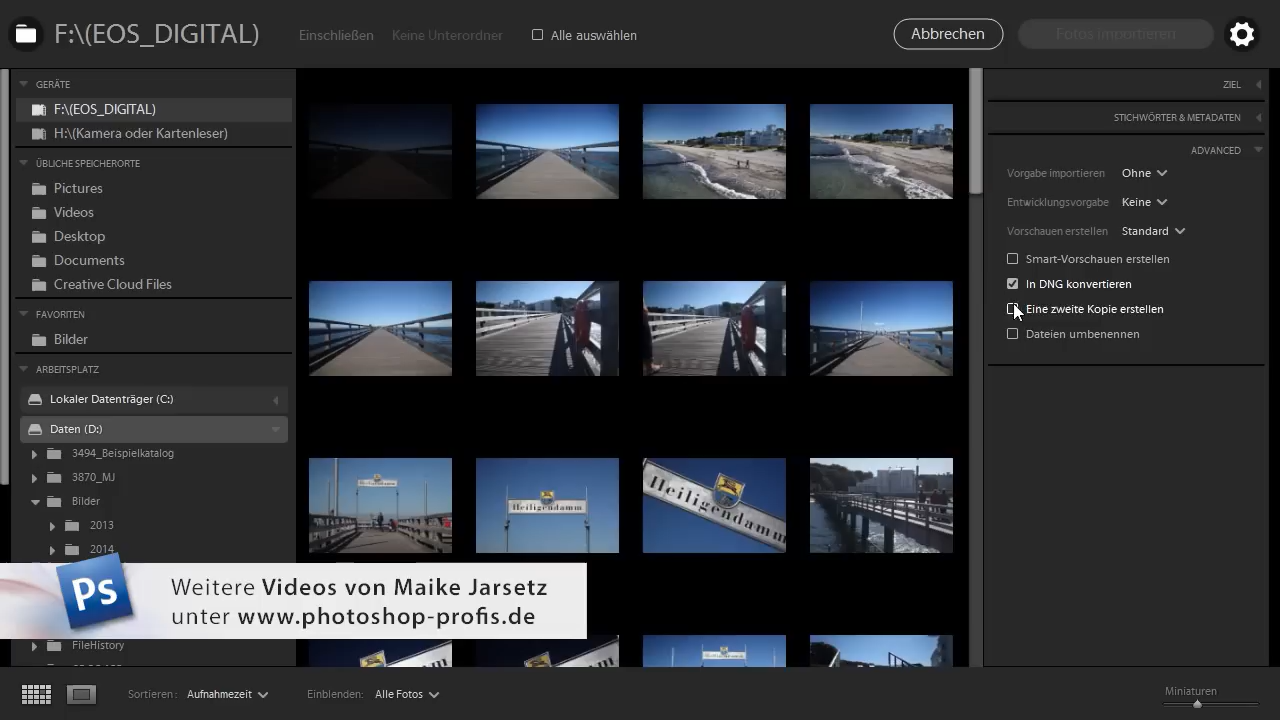 F:\(EOS_DIGITAL)
Einschließen
Keine Unterordner
Alle auswählen
Abbrechen
Fotos importieren
GERÄTE
F:\(EOS_DIGITAL)
H:\(Kamera oder Kartenleser)
ÜBLICHE SPEICHERORTE
Pictures
Videos
Desktop
Documents
Creative Cloud Files
FAVORITEN
Bilder
ARBEITSPLATZ
Lokaler Datenträger (C:)
Daten (D:)
3494_Beispielkatalog
3870_MJ
Bilder
2013
2014
FileHistory
Heiligendamm
Heiligendamm
ZIEL
STICHWÖRTER & METADATEN
ADVANCED
Vorgabe importieren Ohne
Entwicklungsvorgabe Keine
Vorschauen erstellen Standard
Smart-Vorschauen erstellen
In DNG konvertieren
Eine zweite Kopie erstellen
Dateien umbenennen
Ps
Weitere Videos von Maike Jarsetz
unter www.photoshop-profis.de
Sortieren: Aufnahmezeit
Einblenden: Alle Fotos
Miniaturen